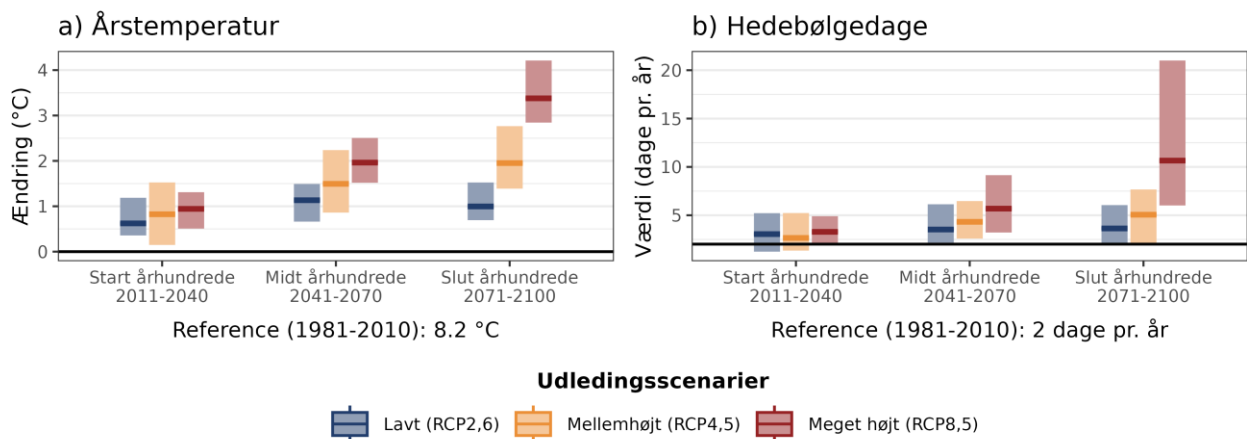 a) Årstemperatur
Ændring (°C)
4
3
2
1
0
Start århundrede
2011-2040
Midt århundrede
2041-2070
Slut århundrede
2071-2100
Reference (1981-2010): 8.2 °C
b) Hedebølgedage
Værdi (dage pr. år)
20
15
10
5
Start århundrede
2011-2040
Midt århundrede
2041-2070
Slut århundrede
2071-2100
Reference (1981-2010): 2 dage pr. år
Udledingsscenarier
Lavt (RCP2,6)
Mellemhøjt (RCP4,5)
Meget højt (RCP8,5)